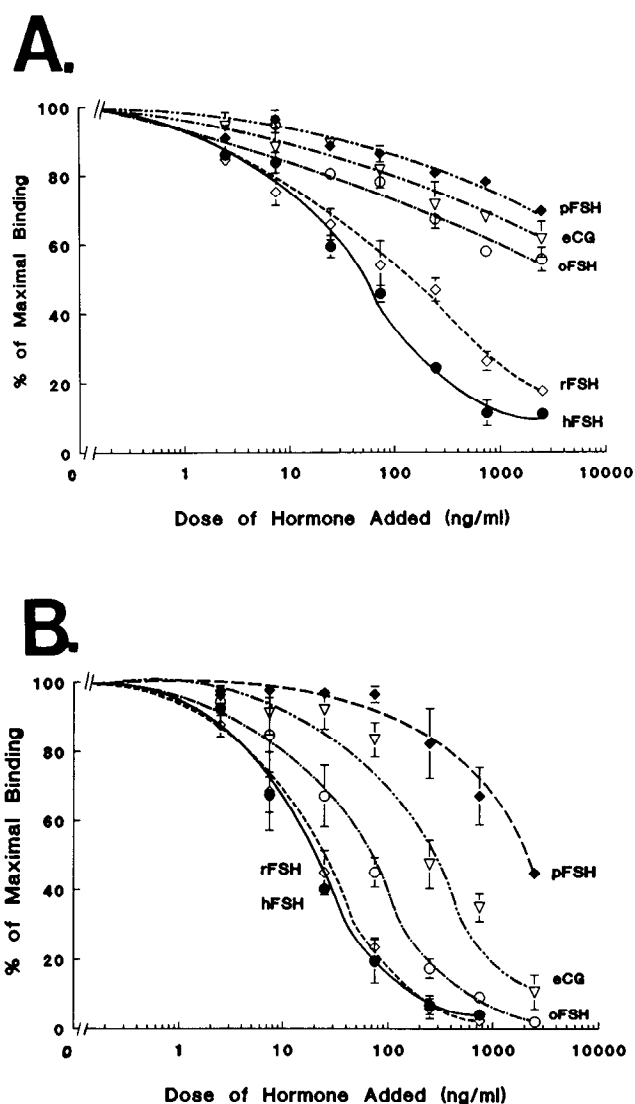 A.
100
80
60
40
20
0
% of Maximal Binding
pFSH
eCG
oFSH
rFSH
hFSH
0 1 10 100 1000 10000
Dose of Hormone Added (ng/ml)
B.
100
80
60
40
20
0
% of Maximal Binding
rFSH
hFSH
pFSH
eCG
oFSH
0 1 10 100 1000 10000
Dose of Hormone Added (ng/ml)